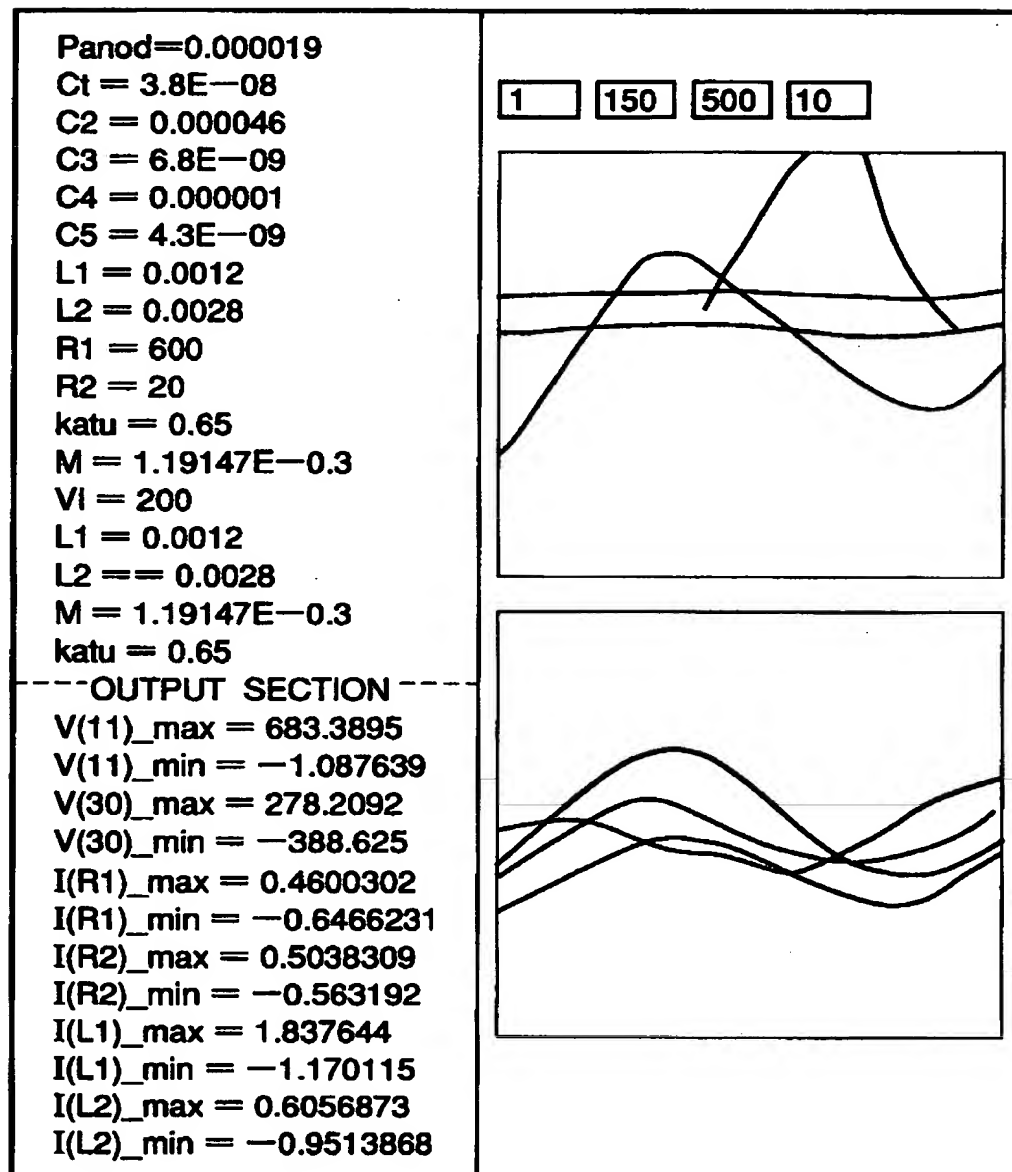 Panod=0.000019
Ct = 3.8E—08
C2 = 0.000046
C3 = 6.8E—09
C4 = 0.000001
C5 = 4.3E—09
L1 = 0.0012
L2 = 0.0028
R1 = 600
R2 = 20
katu = 0.65
M = 1.19147E—0.3
VI = 200
L1 = 0.0012
L2 == 0.0028
M = 1.19147E—0.3
katu = 0.65
----OUTPUT SECTION----
V(11)_max = 683.3895
V(11)_min = —1.087639
V(30)_max = 278.2092
V(30)_min = —388.625
I(R1)_max = 0.4600302
I(R1)_min = —0.6466231
I(R2)_max = 0.5038309
I(R2)_min = —0.563192
I(L1)_max = 1.837644
I(L1)_min = —1.170115
I(L2)_max = 0.6056873
I(L2)_min = —0.9513868
1 150 500 10